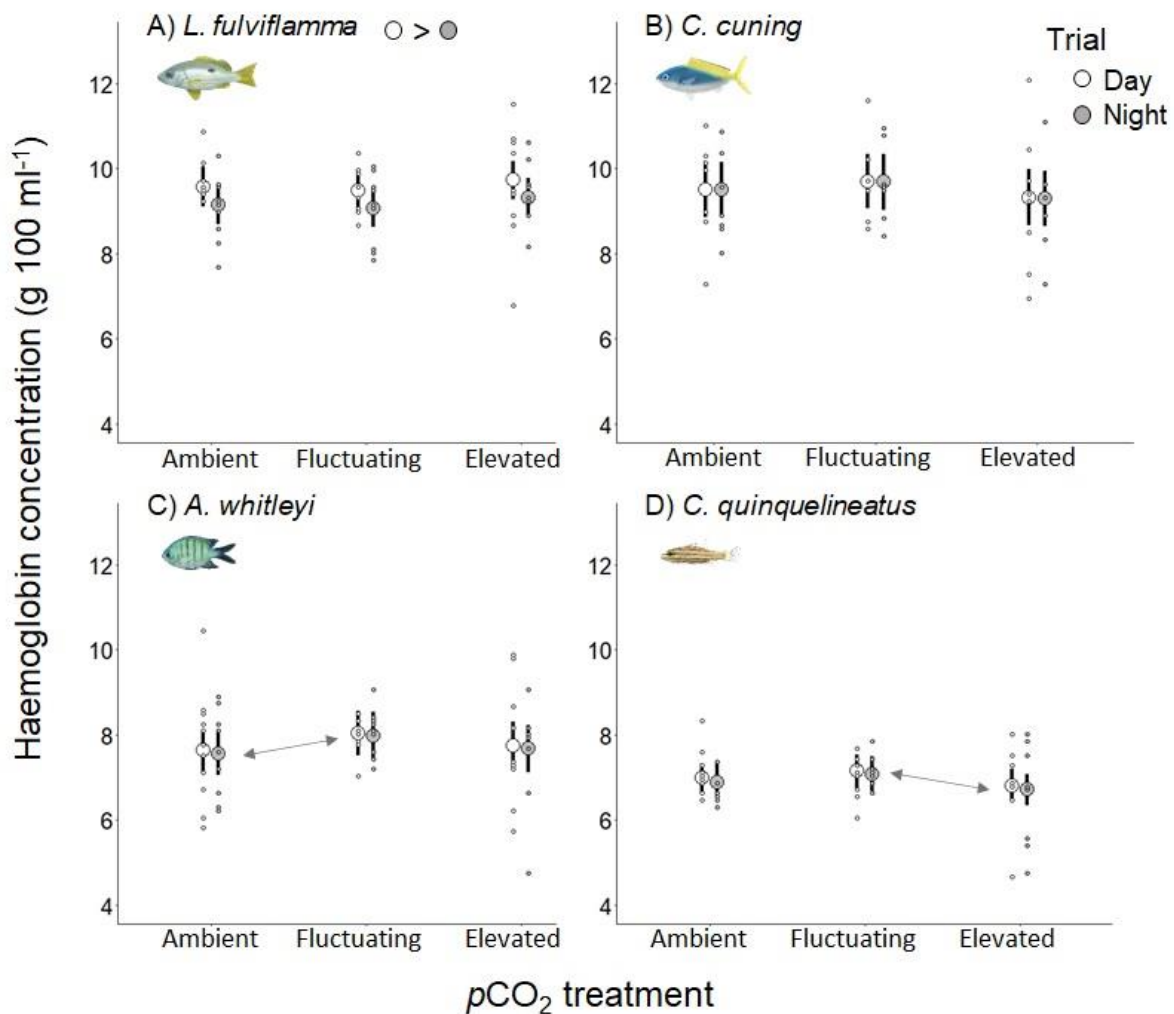 Haemoglobin concentration (g 100 ml⁻¹)
A) L. fulviflamma >
12
10
8
6
4
Ambient Fluctuating Elevated
B) C. cuning
Trial
Day
Night
12
10
8
6
4
Ambient Fluctuating Elevated
C) A. whitleyi
12
10
8
6
4
Ambient Fluctuating Elevated
D) C. quinquelineatus
12
10
8
6
4
Ambient Fluctuating Elevated
pCO₂ treatment